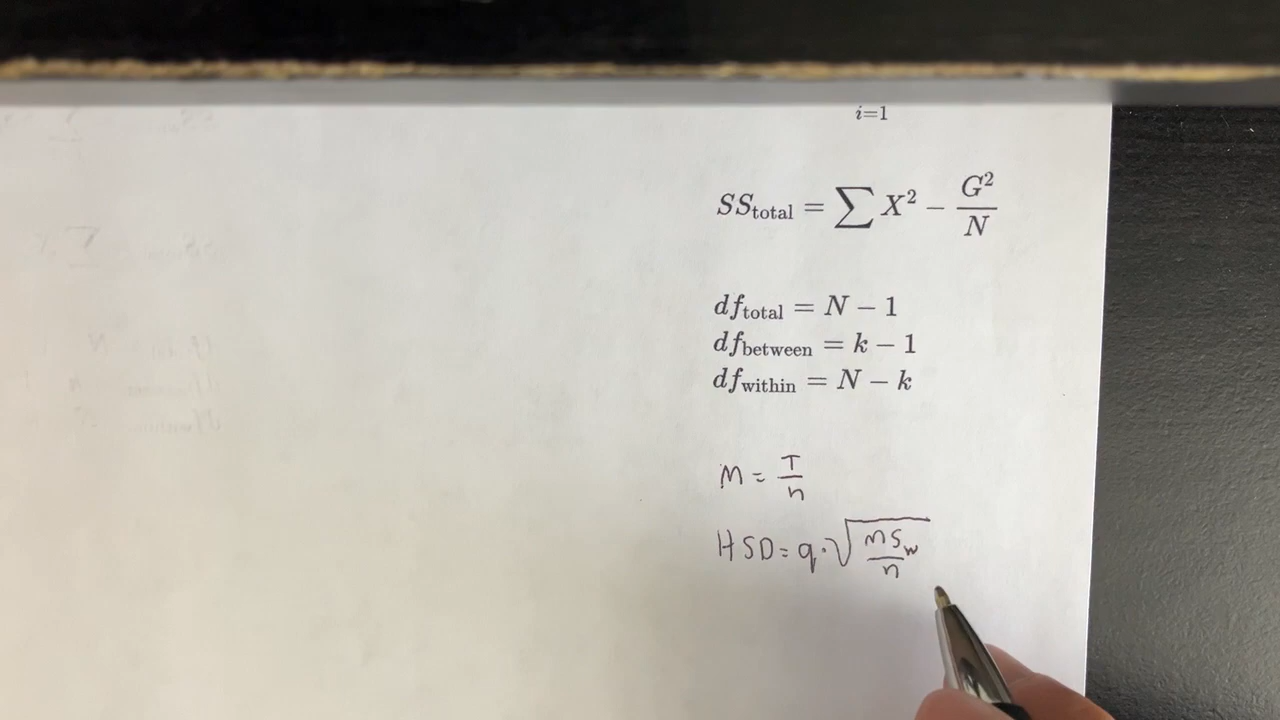 i=1
SS_total = ∑ X² − G²/N
df_total = N − 1
df_between = k − 1
df_within = N − k
M = T/n
HSD = q·√(MS_w/n)